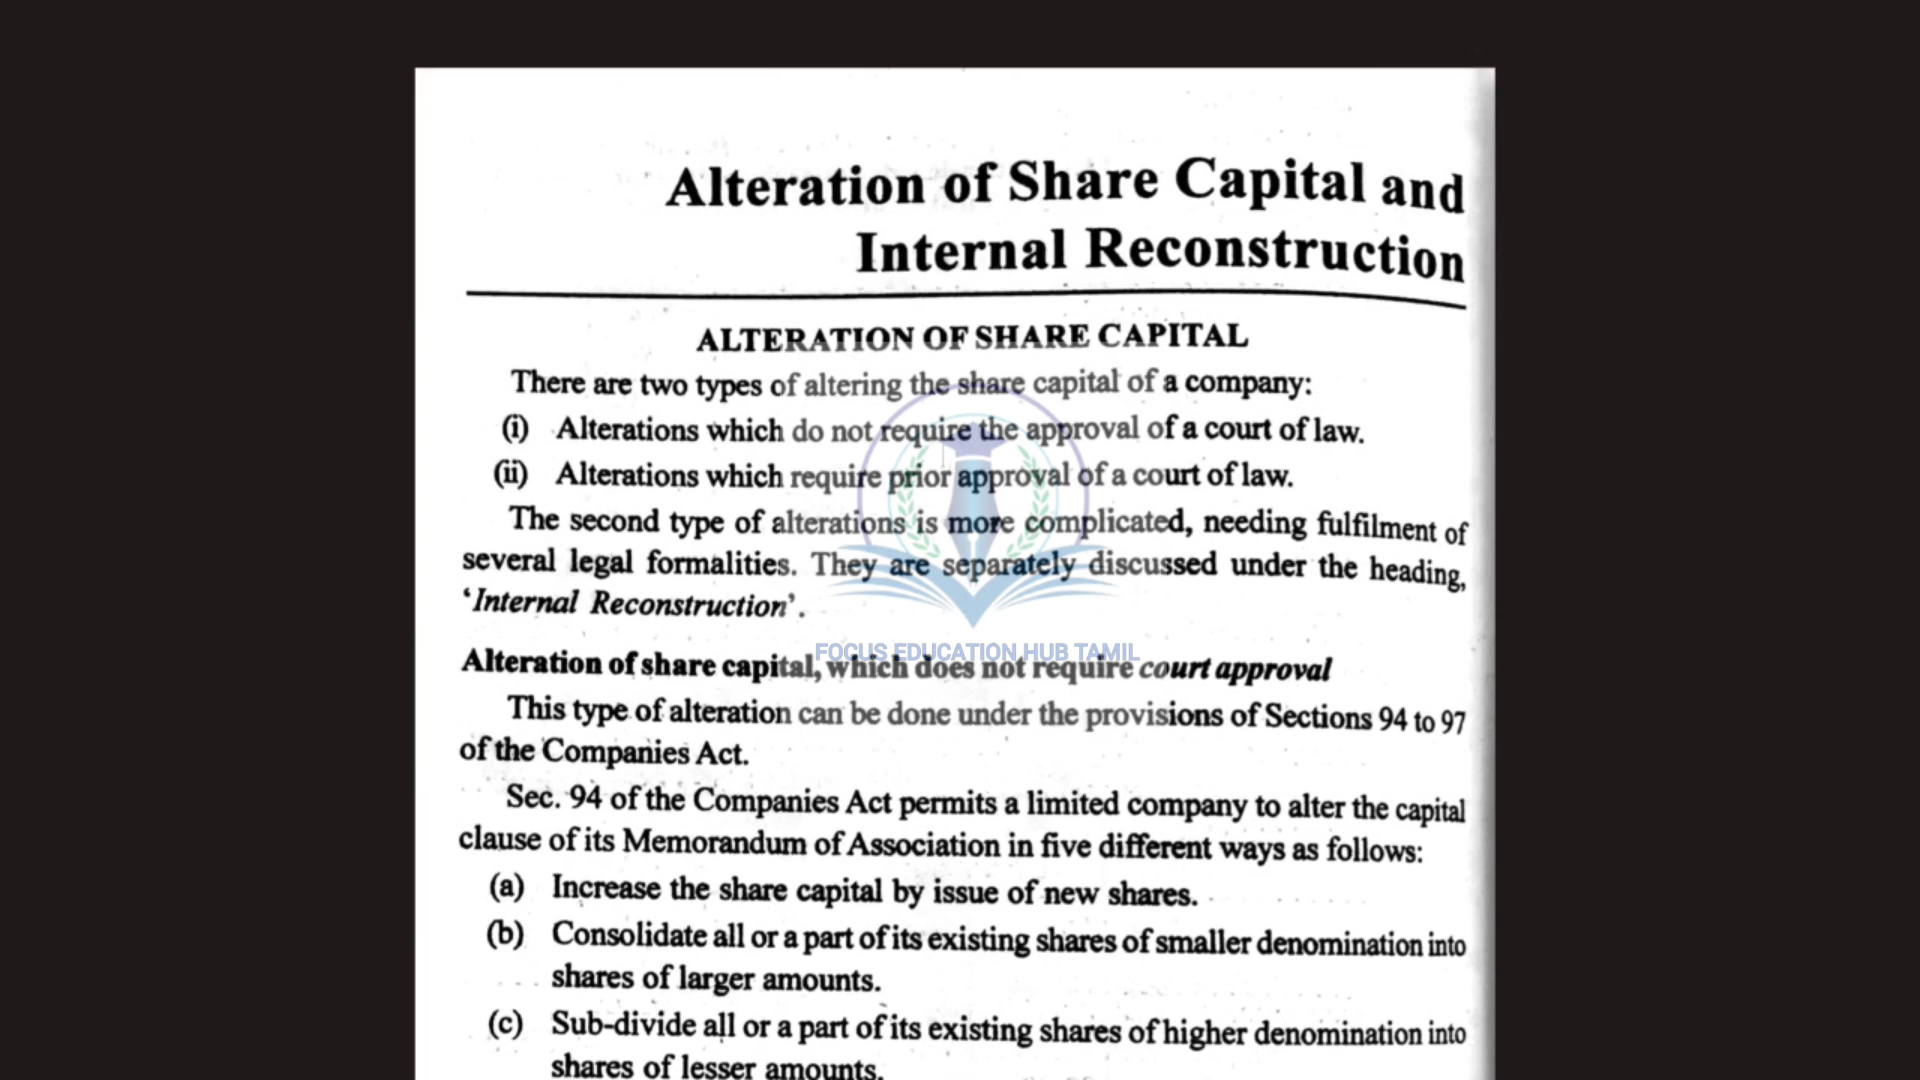 Alteration of Share Capital and
Internal Reconstruction
ALTERATION OF SHARE CAPITAL
There are two types of altering the share capital of a company:
(i) Alterations which do not require the approval of a court of law.
(ii) Alterations which require prior approval of a court of law.
The second type of alterations is more complicated, needing fulfilment of
several legal formalities. They are separately discussed under the heading,
‘Internal Reconstruction’.
FOCUS EDUCATION HUB TAMIL
Alteration of share capital, which does not require court approval
This type of alteration can be done under the provisions of Sections 94 to 97
of the Companies Act.
Sec. 94 of the Companies Act permits a limited company to alter the capital
clause of its Memorandum of Association in five different ways as follows:
(a) Increase the share capital by issue of new shares.
(b) Consolidate all or a part of its existing shares of smaller denomination into
shares of larger amounts.
(c) Sub-divide all or a part of its existing shares of higher denomination into
shares of lesser amounts.